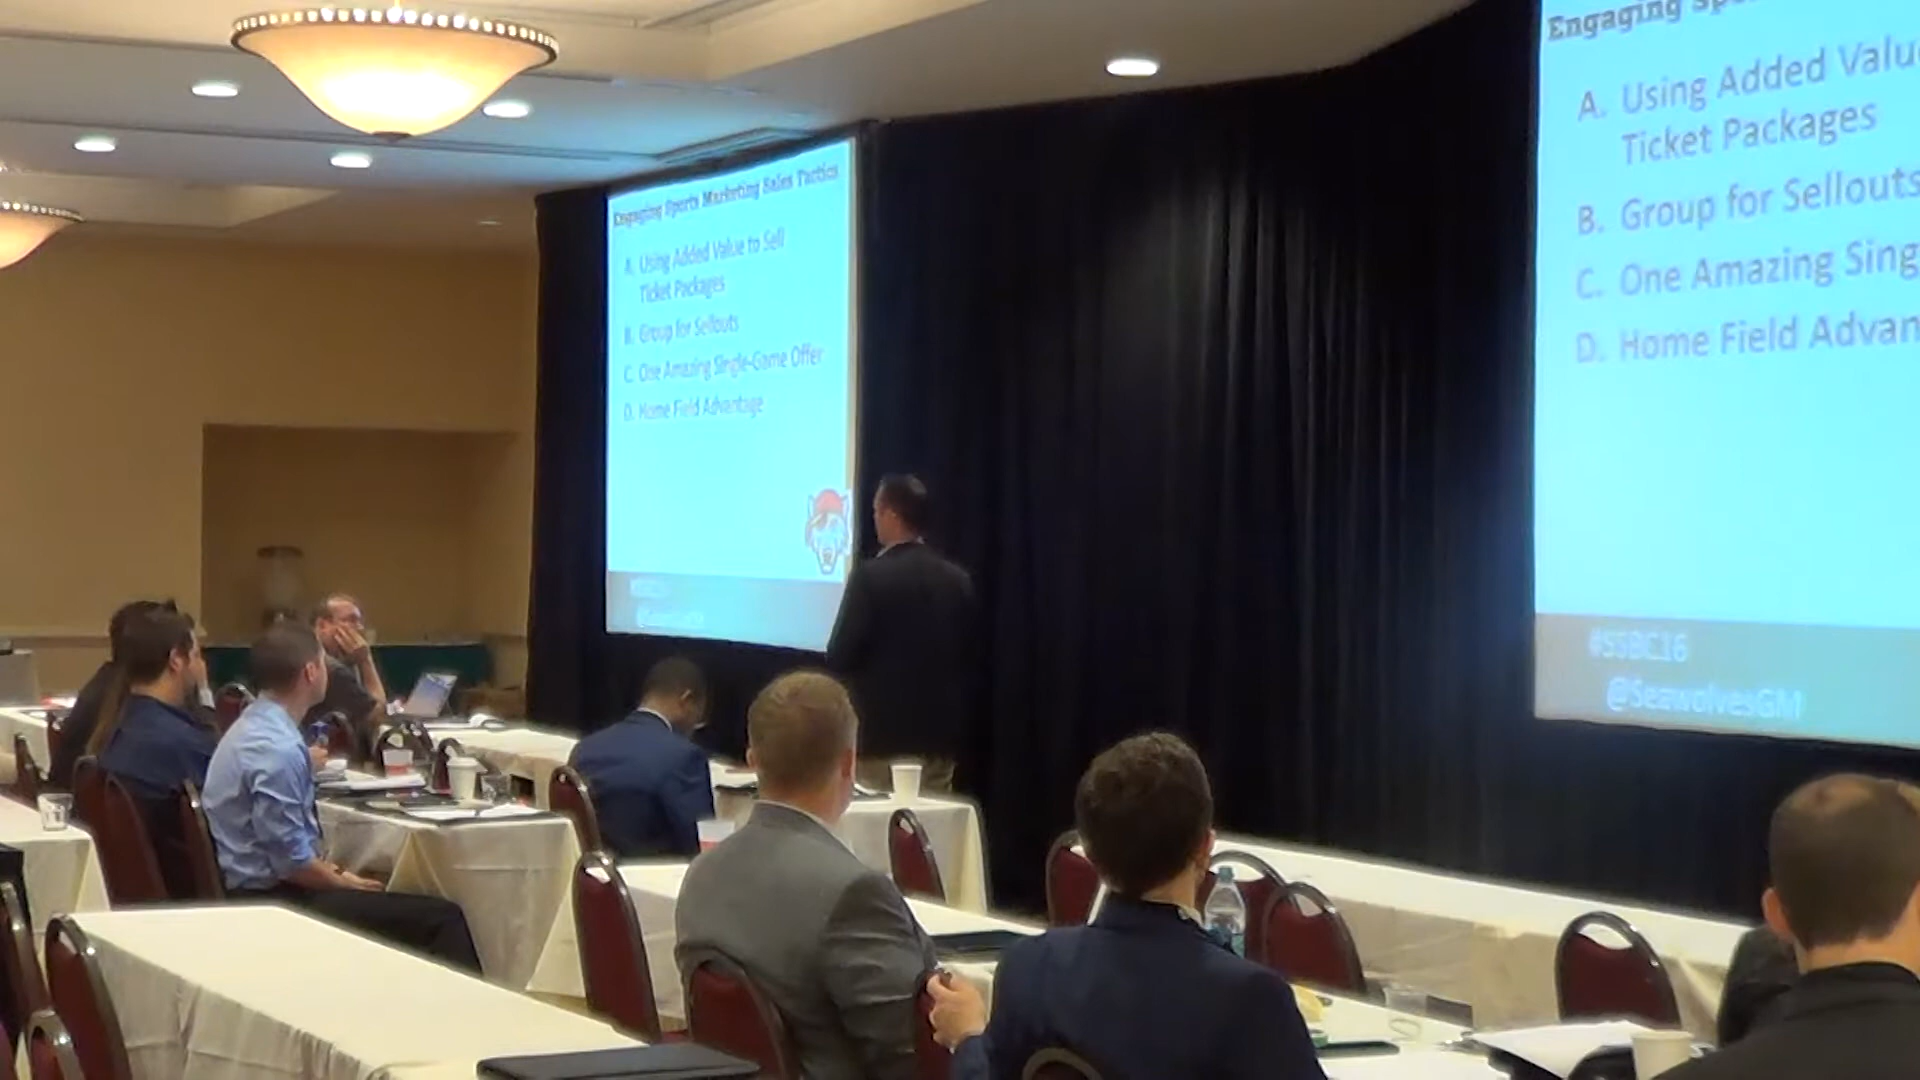 Engaging Sports Marketing Sales Tactics
A. Using Added Value to Sell
Ticket Packages
B. Group for Sellouts
C. One Amazing Single-Game Offer
D. Home Field Advantage
Engaging Spor
A. Using Added Valu
Ticket Packages
B. Group for Sellouts
C. One Amazing Sing
D. Home Field Advan
#SSBC16
@SeawolvesGM